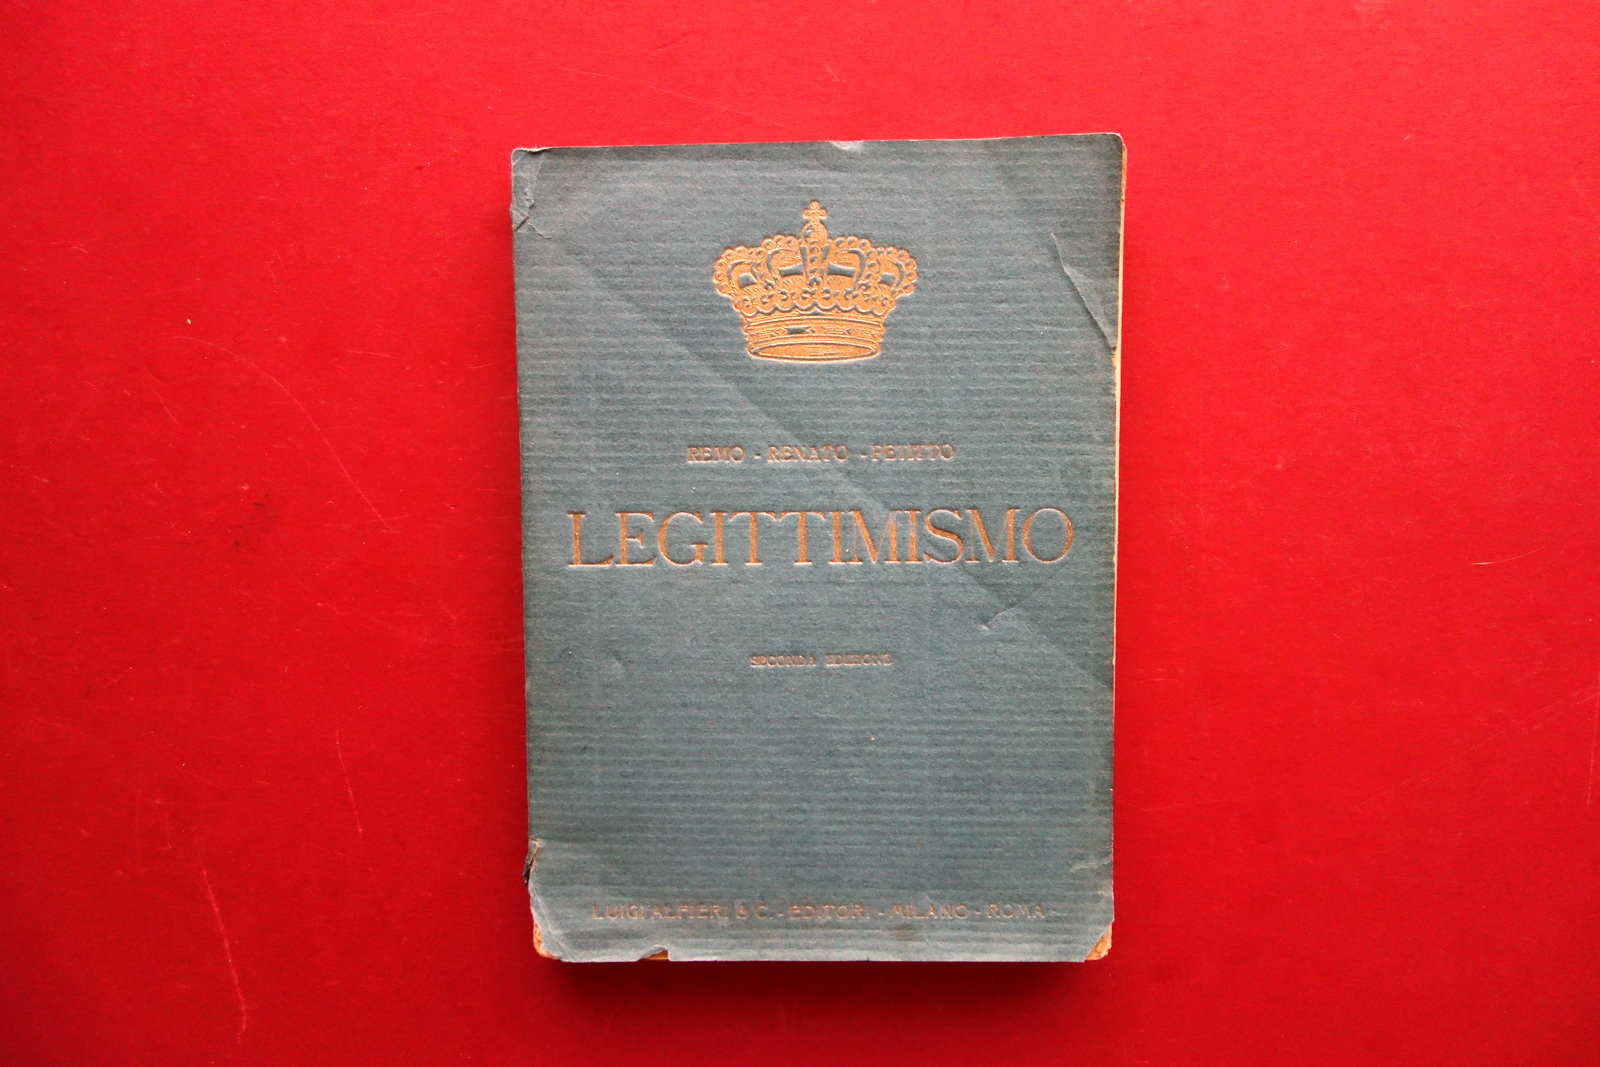 REMO - RENATO - PETITTO
LEGITTIMISMO
SECONDA EDIZIONE
LUIGI ALFIERI & C. - EDITORI - MILANO - ROMA